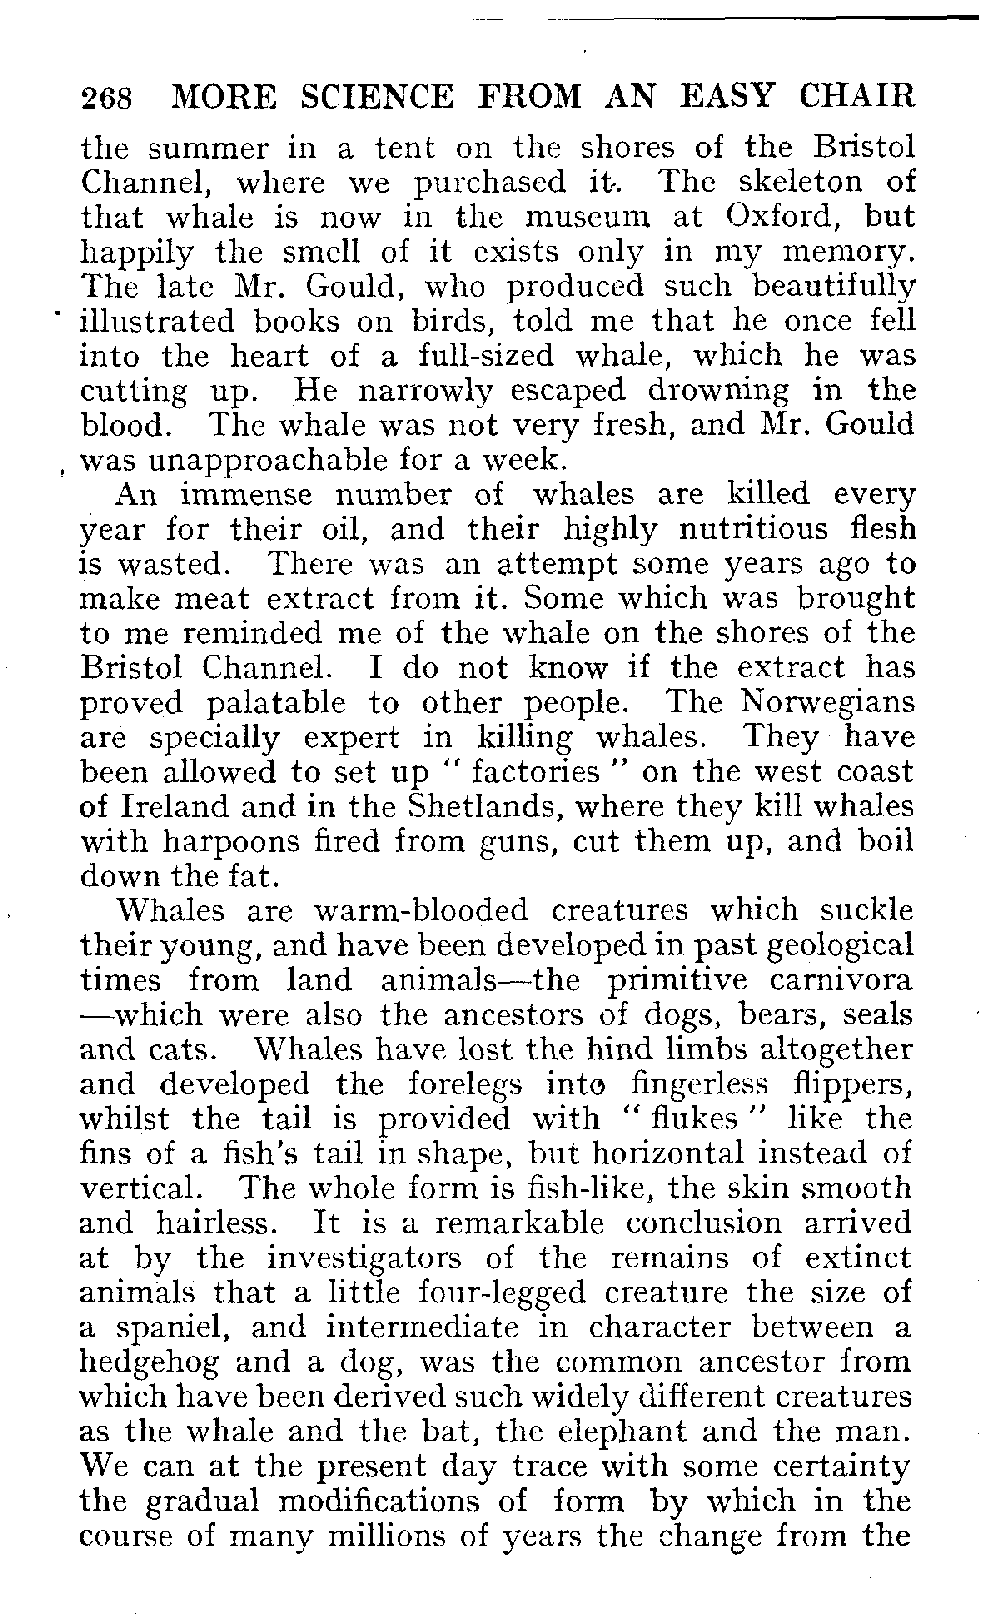 268 MORE SCIENCE FROM AN EASY CHAIR
the summer in a tent on the shores of the Bristol
Channel, where we purchased it. The skeleton of
that whale is now in the museum at Oxford, but
happily the smell of it exists only in my memory.
The late Mr. Gould, who produced such beautifully
illustrated books on birds, told me that he once fell
into the heart of a full-sized whale, which he was
cutting up. He narrowly escaped drowning in the
blood. The whale was not very fresh, and Mr. Gould
was unapproachable for a week.
An immense number of whales are killed every
year for their oil, and their highly nutritious flesh
is wasted. There was an attempt some years ago to
make meat extract from it. Some which was brought
to me reminded me of the whale on the shores of the
Bristol Channel. I do not know if the extract has
proved palatable to other people. The Norwegians
are specially expert in killing whales. They have
been allowed to set up “ factories ” on the west coast
of Ireland and in the Shetlands, where they kill whales
with harpoons fired from guns, cut them up, and boil
down the fat.
Whales are warm-blooded creatures which suckle
their young, and have been developed in past geological
times from land animals—the primitive carnivora
—which were also the ancestors of dogs, bears, seals
and cats. Whales have lost the hind limbs altogether
and developed the forelegs into fingerless flippers,
whilst the tail is provided with “ flukes ” like the
fins of a fish's tail in shape, but horizontal instead of
vertical. The whole form is fish-like, the skin smooth
and hairless. It is a remarkable conclusion arrived
at by the investigators of the remains of extinct
animals that a little four-legged creature the size of
a spaniel, and intermediate in character between a
hedgehog and a dog, was the common ancestor from
which have been derived such widely different creatures
as the whale and the bat, the elephant and the man.
We can at the present day trace with some certainty
the gradual modifications of form by which in the
course of many millions of years the change from the